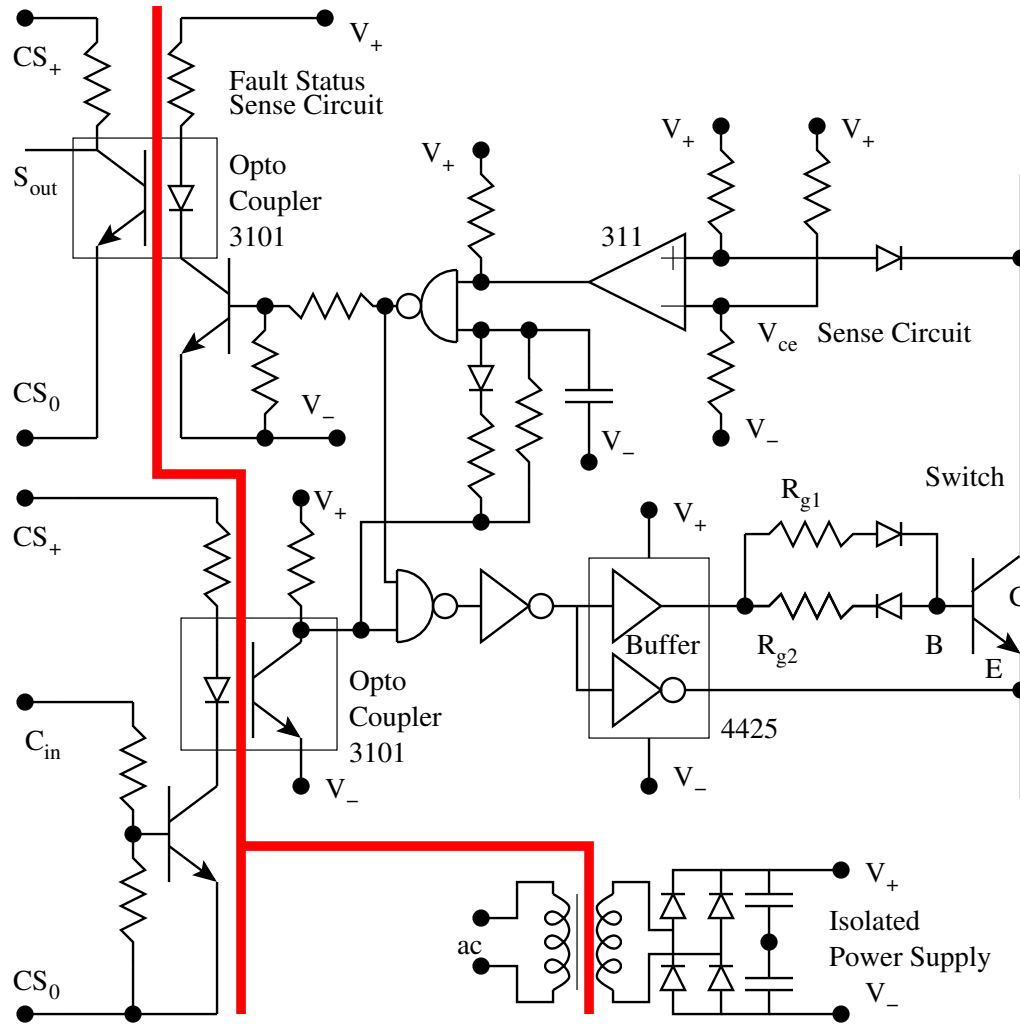 CS+
V+
Fault Status
Sense Circuit
Sout
Opto
Coupler
3101
V+
V+
V+
311
Vce
Sense Circuit
CS0
V−
V−
V−
Switch
CS+
V+
V+
Rg1
Rg2
Buffer
B
C
E
4425
V−
Opto
Coupler
3101
V−
Cin
CS0
ac
V+
Isolated
Power Supply
V−